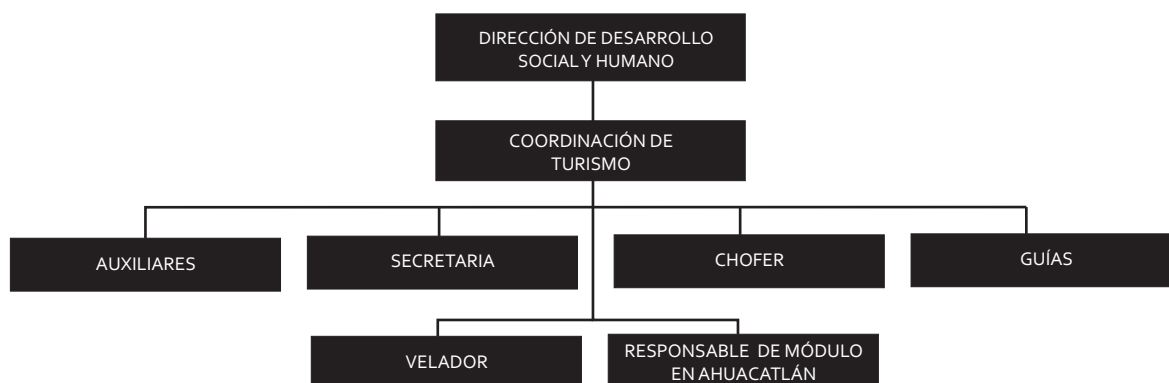 DIRECCIÓN DE DESARROLLO
SOCIAL Y HUMANO
COORDINACIÓN DE
TURISMO
AUXILIARES
SECRETARIA
CHOFER
GUÍAS
VELADOR
RESPONSABLE DE MÓDULO
EN AHUACATLÁN